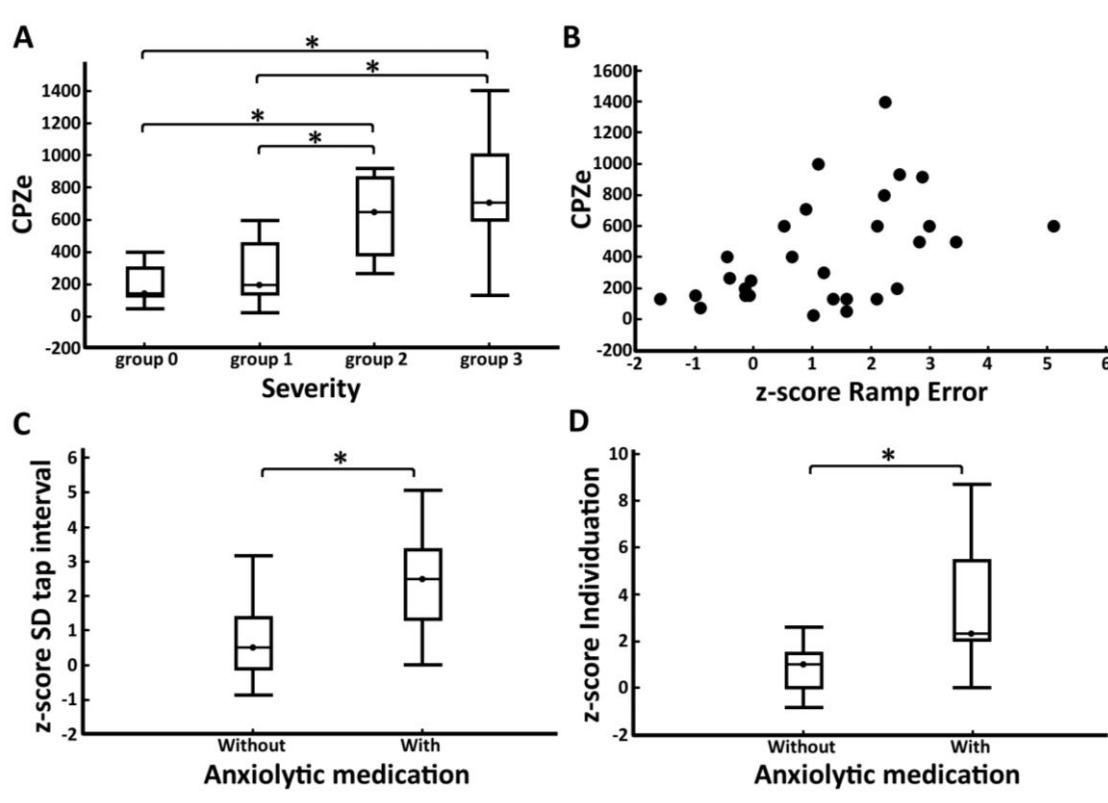 A
*
*
*
*
CPZe
1400
1200
1000
800
600
400
200
0
-200
group 0 group 1 group 2 group 3
Severity
B
CPZe
1600
1400
1200
1000
800
600
400
200
0
-200
-2 -1 0 1 2 3 4 5 6
z-score Ramp Error
C
*
z-score SD tap interval
6
5
4
3
2
1
0
-1
-2
Without With
Anxiolytic medication
D
*
z-score Individuation
10
8
6
4
2
0
-2
Without With
Anxiolytic medication